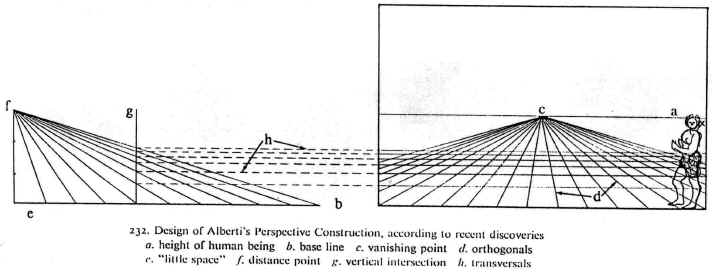 f
g
c
a
h
e
b
d
232. Design of Alberti's Perspective Construction, according to recent discoveries
a. height of human being b. base line c. vanishing point d. orthogonals
e. "little space" f. distance point g. vertical intersection h. transversals